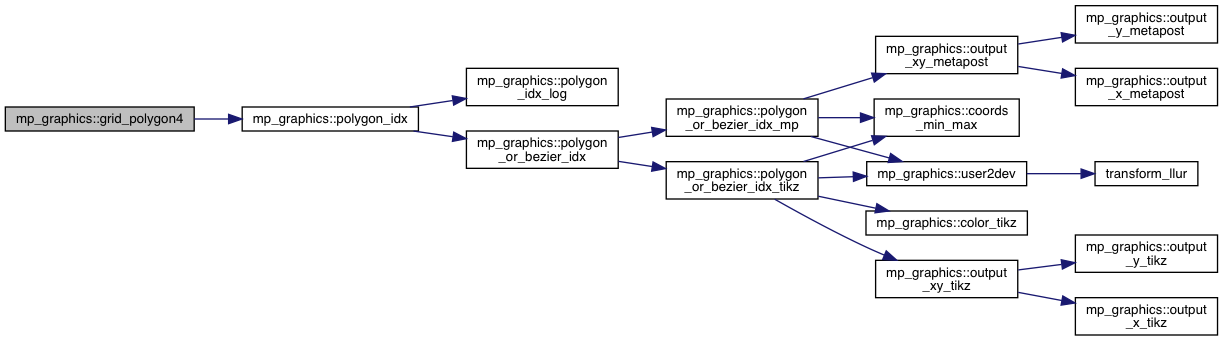 mp_graphics::grid_polygon4
mp_graphics::polygon_idx
mp_graphics::polygon
_idx_log
mp_graphics::polygon
_or_bezier_idx
mp_graphics::polygon
_or_bezier_idx_mp
mp_graphics::polygon
_or_bezier_idx_tikz
mp_graphics::output
_xy_metapost
mp_graphics::coords
_min_max
mp_graphics::user2dev
mp_graphics::color_tikz
mp_graphics::output
_xy_tikz
mp_graphics::output
_y_metapost
mp_graphics::output
_x_metapost
transform_llur
mp_graphics::output
_y_tikz
mp_graphics::output
_x_tikz